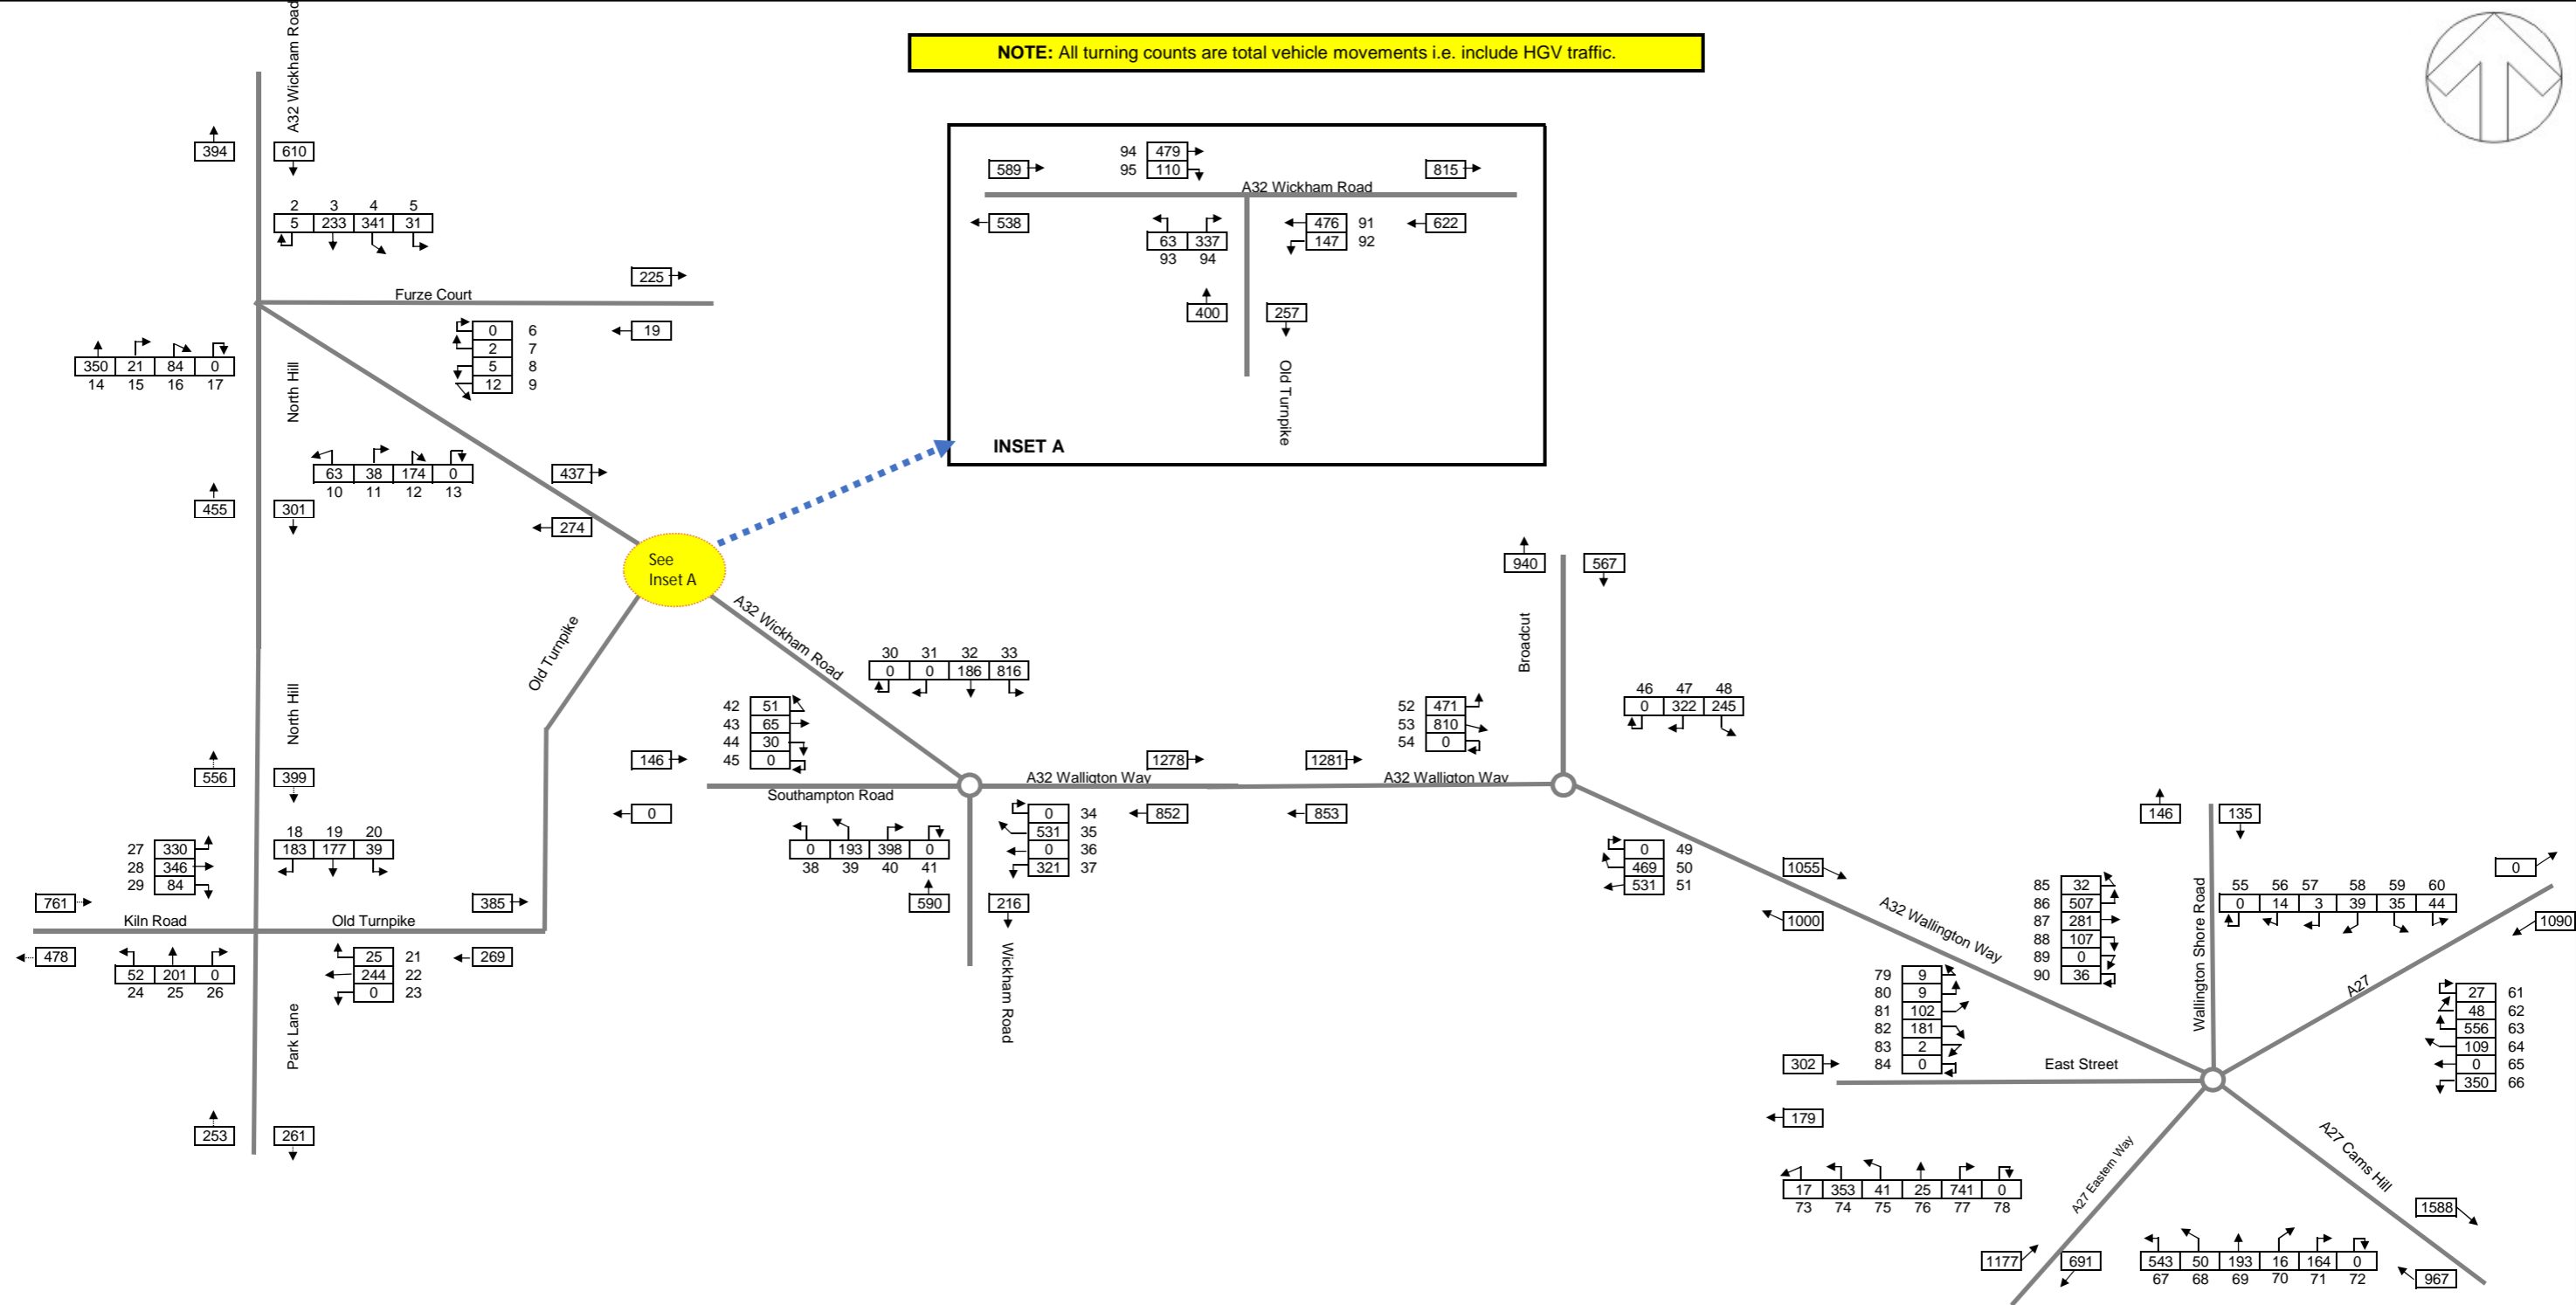 NOTE: All turning counts are total vehicle movements i.e. include HGV traffic.
A32 Wickham Road
394
610
2 3 4 5
5 233 341 31
225
Furze Court
19
0 6
2 7
5 8
12 9
350 21 84 0
14 15 16 17
North Hill
63 38 174 0
10 11 12 13
437
274
455
301
See
Inset A
589
94 479
95 110
815
A32 Wickham Road
538
63 337
93 94
476 91
147 92
622
400
257
Old Turnpike
INSET A
North Hill
Old Turnpike
556
399
18 19 20
183 177 39
27 330
28 346
29 84
761
385
Kiln Road
Old Turnpike
478
52 201 0
24 25 26
25 21
244 22
0 23
269
Park Lane
253
261
A32 Wickham Road
30 31 32 33
0 0 186 816
42 51
43 65
44 30
45 0
146
1278
A32 Walligton Way
Southampton Road
0
0 193 398 0
38 39 40 41
0 34
531 35
0 36
321 37
852
590
216
Wickham Road
940
567
Broadcut
46 47 48
0 322 245
52 471
53 810
54 0
1281
A32 Walligton Way
853
0 49
469 50
531 51
1055
1000
A32 Wallington Way
146
135
Wallington Shore Road
55 56 57 58 59 60
0 14 3 39 35 44
0
1090
A27
85 32
86 507
87 281
88 107
89 0
90 36
79 9
80 9
81 102
82 181
83 2
84 0
302
East Street
179
27 61
48 62
556 63
109 64
0 65
350 66
17 353 41 25 741 0
73 74 75 76 77 78
A27 Eastern Way
A27 Cams Hill
1588
1177
691
543 50 193 16 164 0
67 68 69 70 71 72
967